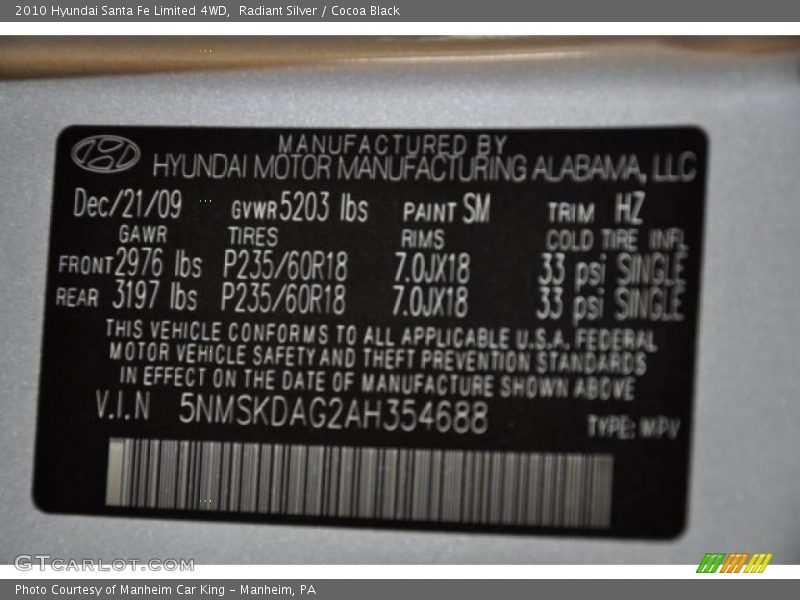 2010 Hyundai Santa Fe Limited 4WD,  Radiant Silver / Cocoa Black
MANUFACTURED BY
HYUNDAI MOTOR MANUFACTURING ALABAMA, LLC
Dec/21/09 GVWR 5203 lbs PAINT SM TRIM HZ
GAWR TIRES RIMS COLD TIRE INFL
FRONT 2976 lbs P235/60R18 7.0JX18 33 psi SINGLE
REAR 3197 lbs P235/60R18 7.0JX18 33 psi SINGLE
THIS VEHICLE CONFORMS TO ALL APPLICABLE U.S.A. FEDERAL
MOTOR VEHICLE SAFETY AND THEFT PREVENTION STANDARDS
IN EFFECT ON THE DATE OF MANUFACTURE SHOWN ABOVE
V.I.N 5NMSKDAG2AH354688 TYPE: MPV
GTcarlot.com
Photo Courtesy of Manheim Car King - Manheim, PA